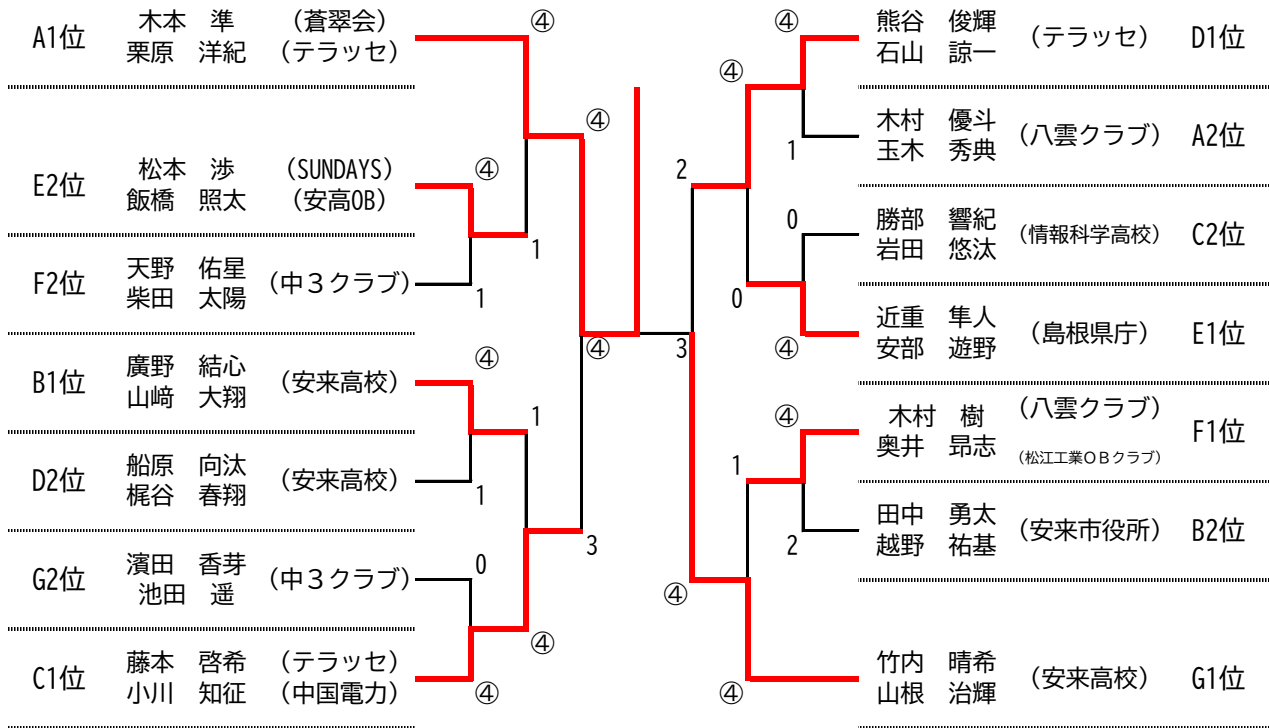 ④
A1位 木本 準 (蒼翠会)
栗原 洋紀 (テラッセ)
④
E2位 松本 渉 (SUNDAYS)
飯橋 照太 (安高OB)
④
1
F2位 天野 佑星 (中３クラブ)
柴田 太陽
1
④
B1位 廣野 結心 (安来高校)
山﨑 大翔
④
1
D2位 船原 向汰 (安来高校)
梶谷 春翔
1
3
G2位 濱田 香芽 (中３クラブ)
池田 遥
0
④
C1位 藤本 啓希 (テラッセ)
小川 知征 (中国電力)
④
④
3
④
熊谷 俊輝 (テラッセ) D1位
石山 諒一
④
木村 優斗 (八雲クラブ) A2位
玉木 秀典
1
2
0
勝部 響紀 (情報科学高校) C2位
岩田 悠汰
0
近重 隼人 (島根県庁) E1位
安部 遊野
④
④
木村 樹 (八雲クラブ) F1位
奥井 昴志 (松江工業ＯＢクラブ)
1
田中 勇太 (安来市役所) B2位
越野 祐基
2
④
竹内 晴希 (安来高校) G1位
山根 治輝
④